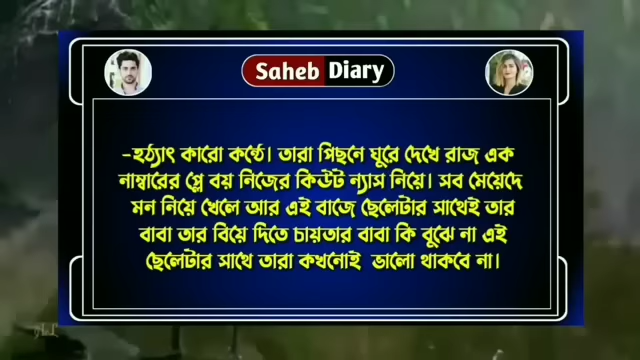 Saheb Diary
-হঠ্যাৎ কারো কন্ঠে। তারা পিছনে ঘুরে দেখে রাজ এক
নাম্বারের প্লে বয় নিজের কিউট ন্যাস নিয়ে। সব মেয়েদে
মন নিয়ে খেলে আর এই বাজে ছেলেটার সাথেই তার
বাবা তার বিয়ে দিতে চায়তার বাবা কি বুঝে না এই
ছেলেটার সাথে তারা কখনোই ভালো থাকবে না।